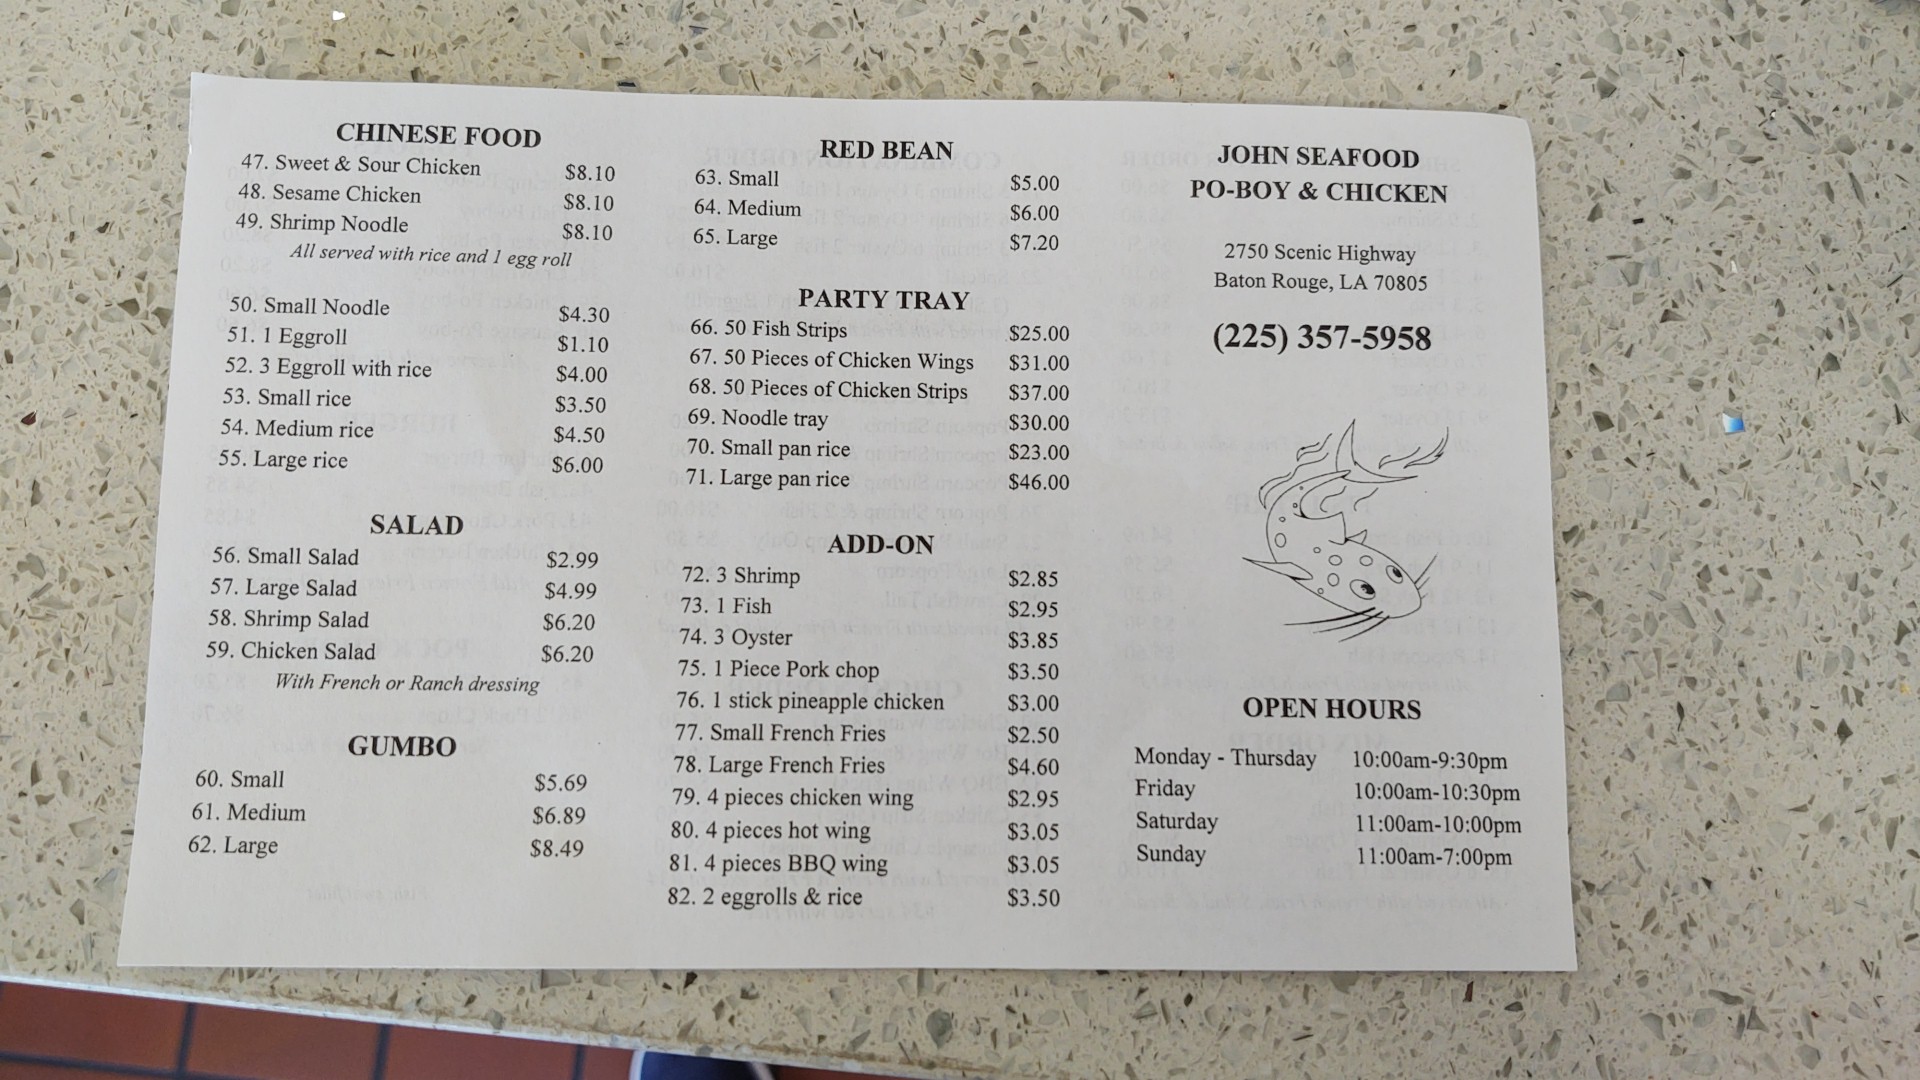 CHINESE FOOD
47. Sweet & Sour Chicken $8.10
48. Sesame Chicken $8.10
49. Shrimp Noodle $8.10
All served with rice and 1 egg roll
50. Small Noodle $4.30
51. 1 Eggroll $1.10
52. 3 Eggroll with rice $4.00
53. Small rice $3.50
54. Medium rice $4.50
55. Large rice $6.00
SALAD
56. Small Salad $2.99
57. Large Salad $4.99
58. Shrimp Salad $6.20
59. Chicken Salad $6.20
With French or Ranch dressing
GUMBO
60. Small $5.69
61. Medium $6.89
62. Large $8.49
RED BEAN
63. Small $5.00
64. Medium $6.00
65. Large $7.20
PARTY TRAY
66. 50 Fish Strips $25.00
67. 50 Pieces of Chicken Wings $31.00
68. 50 Pieces of Chicken Strips $37.00
69. Noodle tray $30.00
70. Small pan rice $23.00
71. Large pan rice $46.00
ADD-ON
72. 3 Shrimp $2.85
73. 1 Fish $2.95
74. 3 Oyster $3.85
75. 1 Piece Pork chop $3.50
76. 1 stick pineapple chicken $3.00
77. Small French Fries $2.50
78. Large French Fries $4.60
79. 4 pieces chicken wing $2.95
80. 4 pieces hot wing $3.05
81. 4 pieces BBQ wing $3.05
82. 2 eggrolls & rice $3.50
JOHN SEAFOOD
PO-BOY & CHICKEN
2750 Scenic Highway
Baton Rouge, LA 70805
(225) 357-5958
OPEN HOURS
Monday - Thursday 10:00am-9:30pm
Friday 10:00am-10:30pm
Saturday 11:00am-10:00pm
Sunday 11:00am-7:00pm